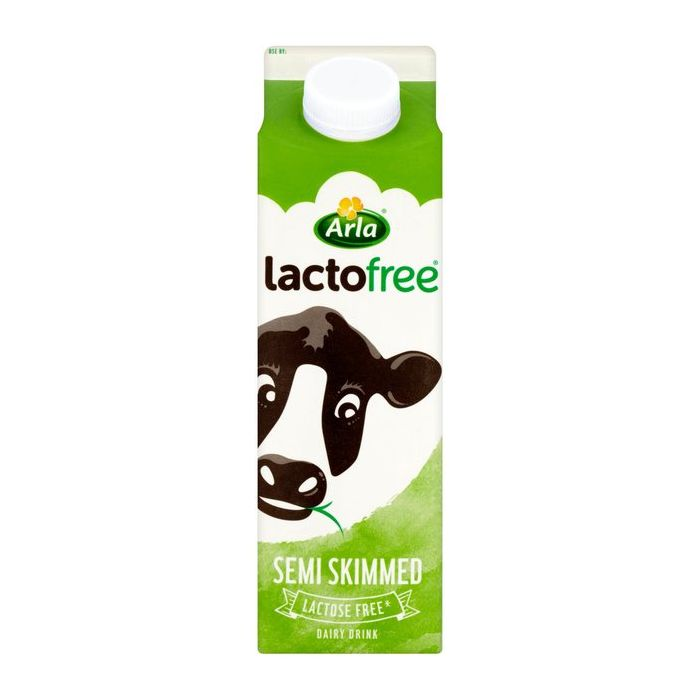 USE BY:
Arla®
lactofree®
SEMI SKIMMED
LACTOSE FREE*
DAIRY DRINK